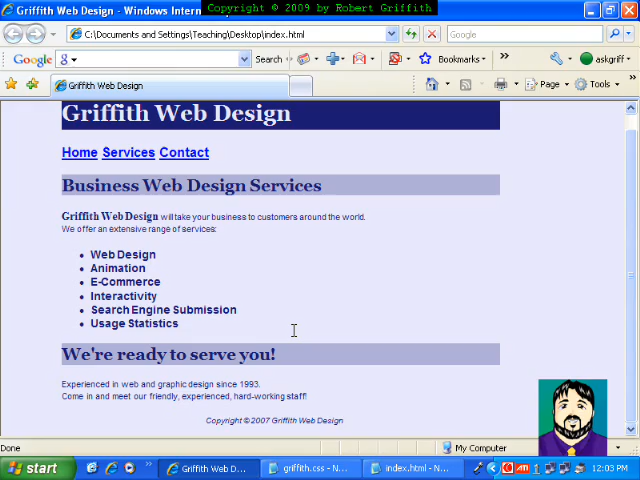 Griffith Web Design - Windows Intern
Copyright © 2009 by Robert Griffith
C:\Documents and Settings\Teaching\Desktop\index.html
Google
Google
Search
Bookmarks
askgriff
Griffith Web Design
Page
Tools
Griffith Web Design
Home Services Contact
Business Web Design Services
Griffith Web Design will take your business to customers around the world.
We offer an extensive range of services:
Web Design
Animation
E-Commerce
Interactivity
Search Engine Submission
Usage Statistics
We're ready to serve you!
Experienced in web and graphic design since 1993.
Come in and meet our friendly, experienced, hard-working staff!
Copyright © 2007 Griffith Web Design
Done
My Computer
start
Griffith Web D...
griffith.css - N...
index.html - N...
12:03 PM